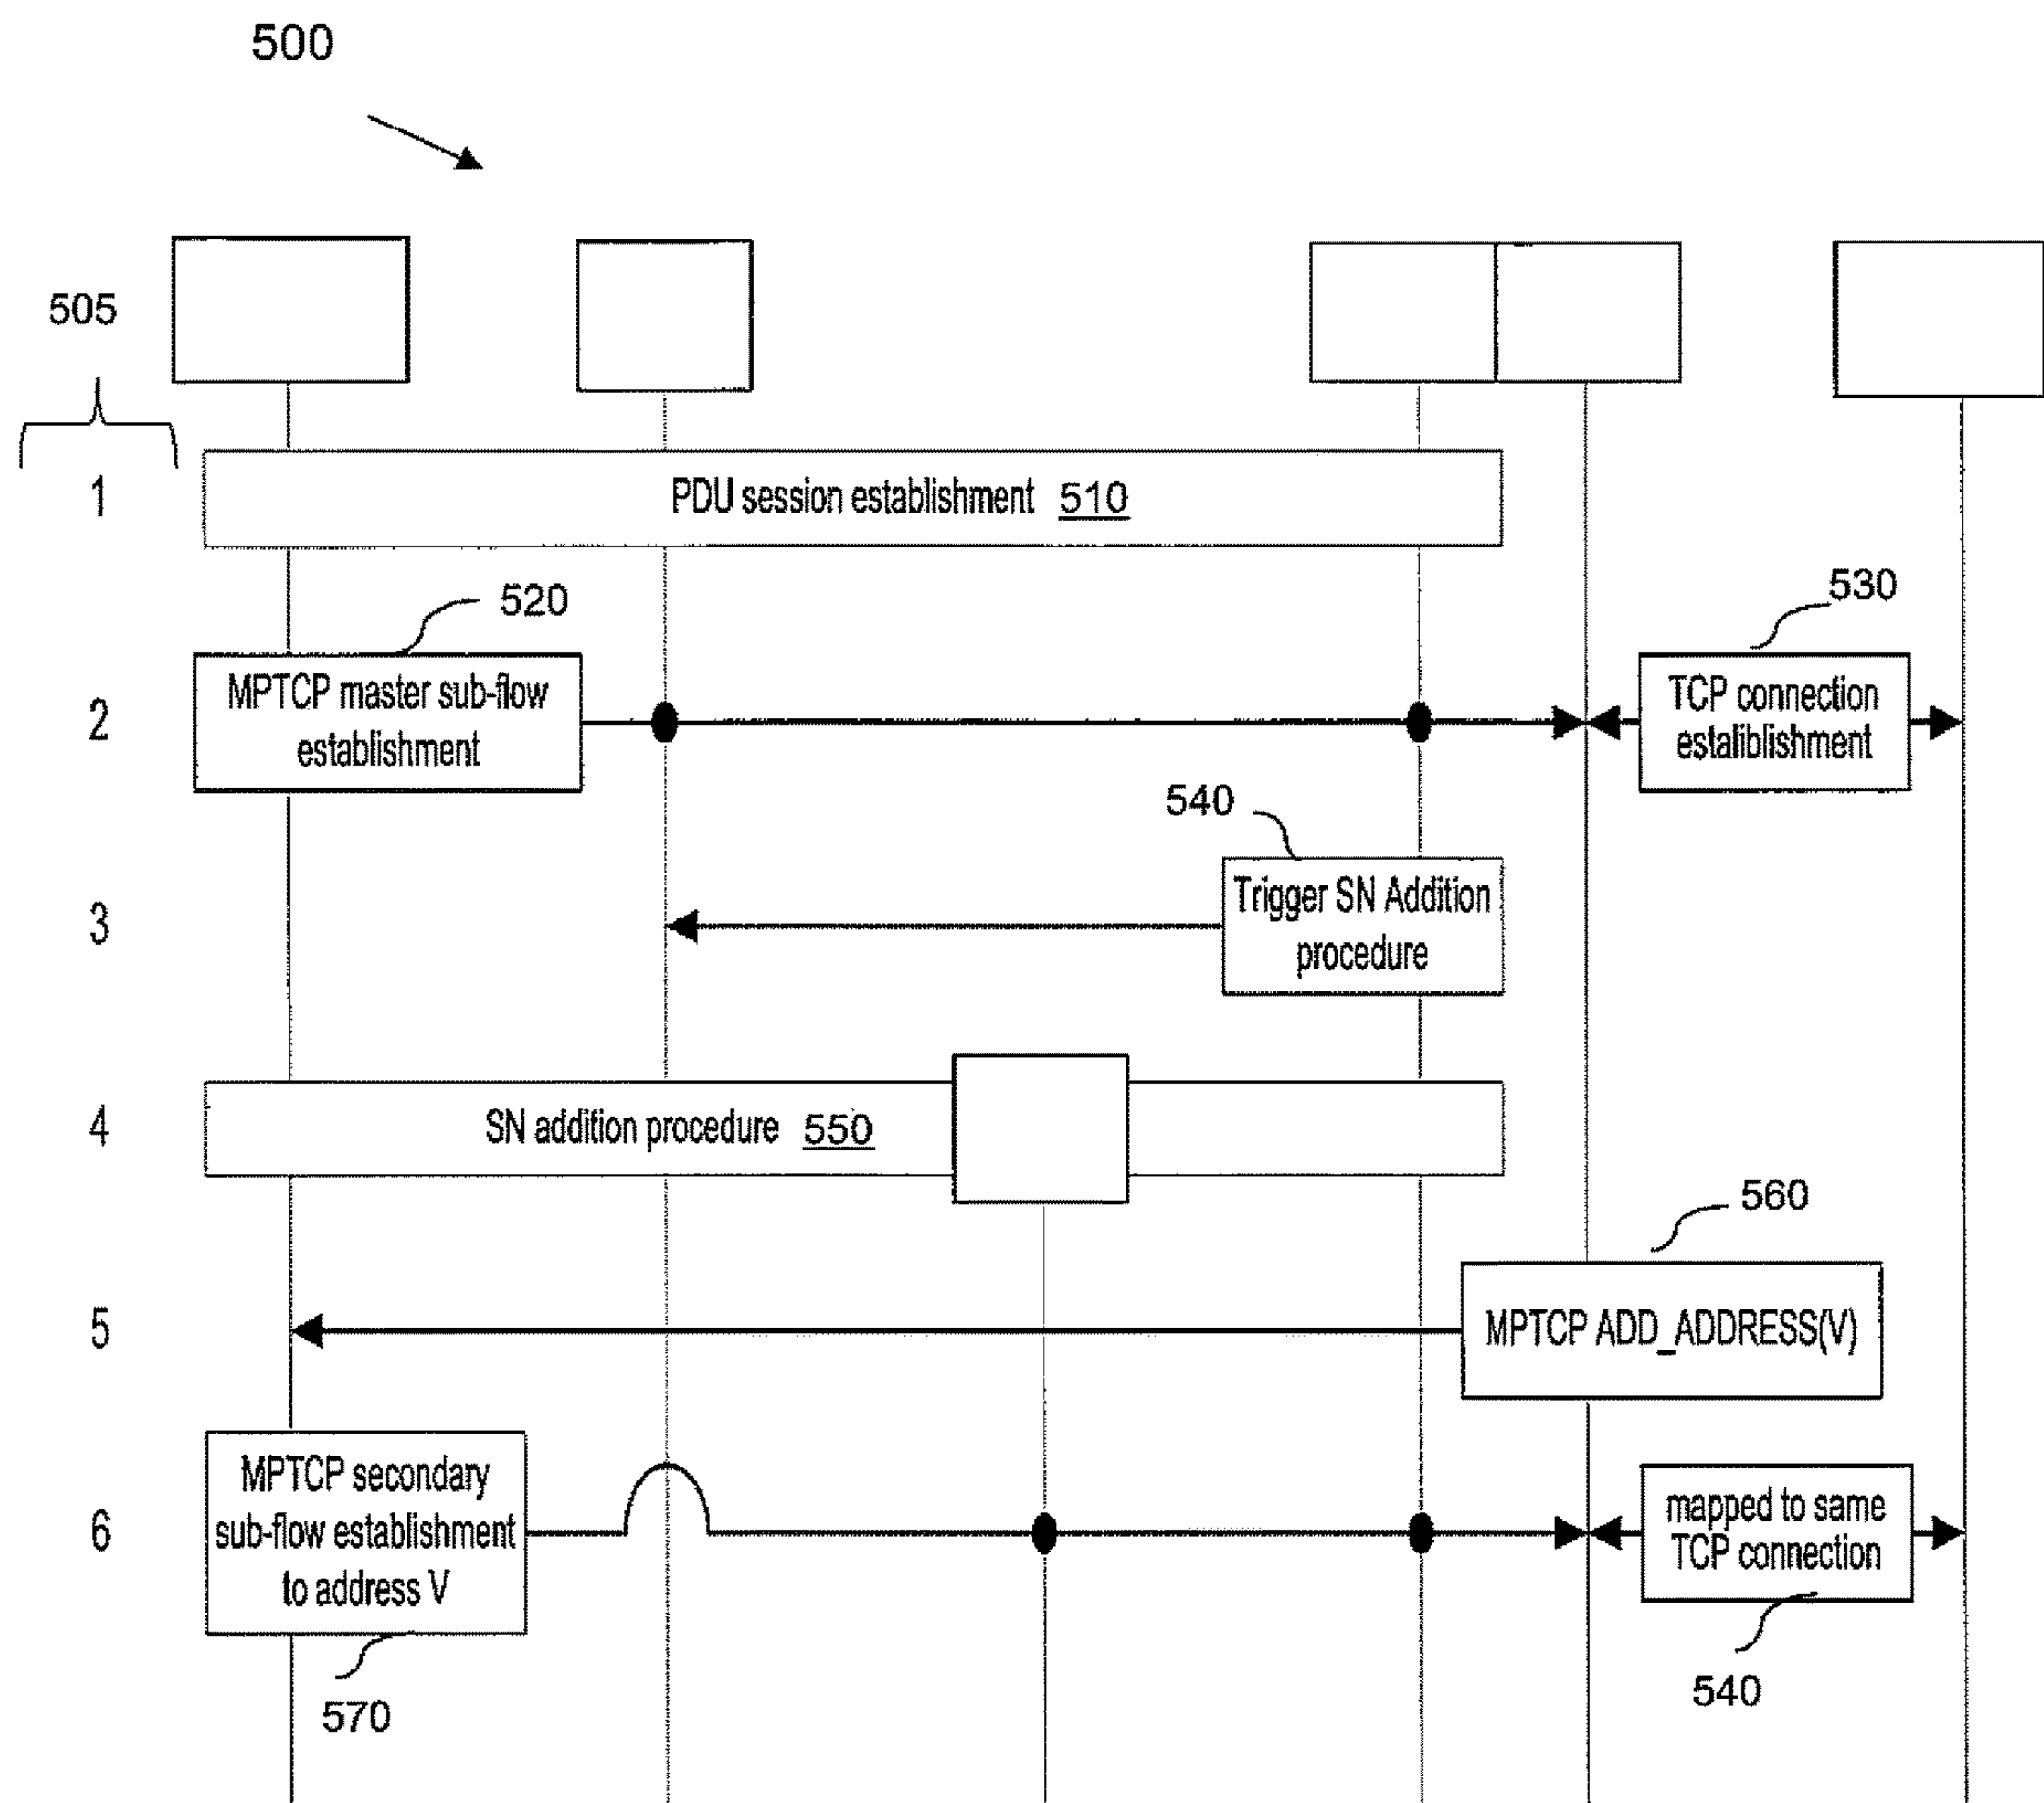 500
505
1
PDU session establishment 510
520
530
2
MPTCP master sub-flow
establishment
TCP connection
estaliblishment
540
3
Trigger SN Addition
procedure
4
SN addition procedure 550
560
5
MPTCP ADD_ADDRESS(V)
6
MPTCP secondary
sub-flow establishment
to address V
mapped to same
TCP connection
570
540